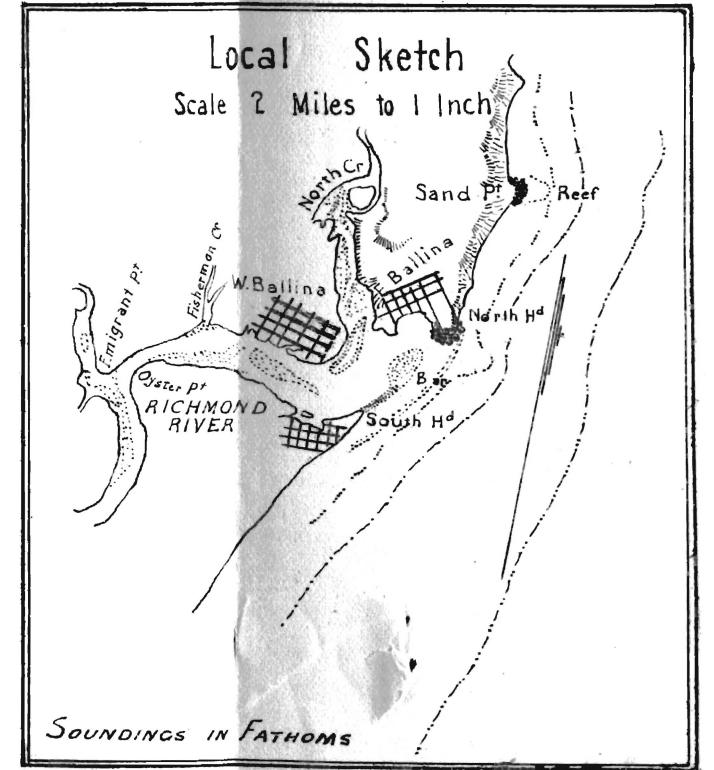 Local Sketch
Scale 2 Miles to 1 Inch
North Cr
Sand Pt
Reef
Fisherman Cr
Ballina
Emigrant Pt
W. Ballina
North Hd
Oyster Pt
Bar
RICHMOND
RIVER
South Hd
SOUNDINGS IN FATHOMS